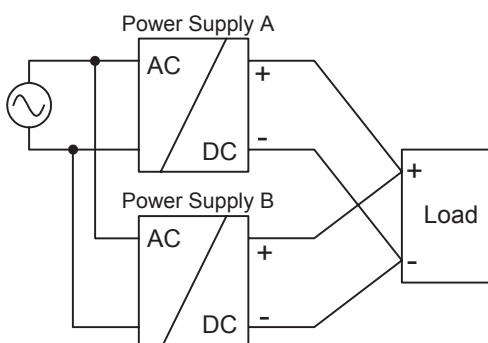 Power Supply A
AC
+
-
DC
+
Load
-
Power Supply B
AC
+
-
DC